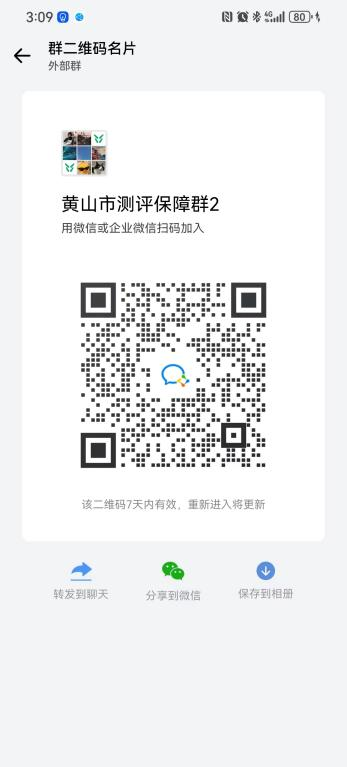 3:09
4G
80
群二维码名片
外部群
黄山市测评保障群2
用微信或企业微信扫码加入
该二维码7天内有效，重新进入将更新
转发到聊天
分享到微信
保存到相册